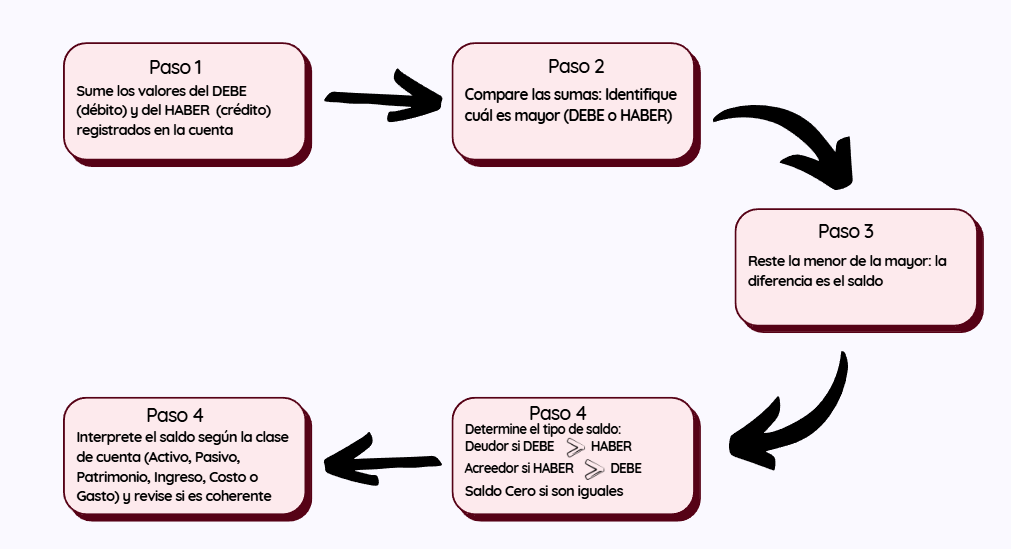 Paso 1
Sume los valores del DEBE
(débito) y del HABER (crédito)
registrados en la cuenta
Paso 2
Compare las sumas: Identifique
cuál es mayor (DEBE o HABER)
Paso 3
Reste la menor de la mayor: la
diferencia es el saldo
Paso 4
Determine el tipo de saldo:
Deudor si DEBE > HABER
Acreedor si HABER > DEBE
Saldo Cero si son iguales
Paso 4
Interprete el saldo según la clase
de cuenta (Activo, Pasivo,
Patrimonio, Ingreso, Costo o
Gasto) y revise si es coherente